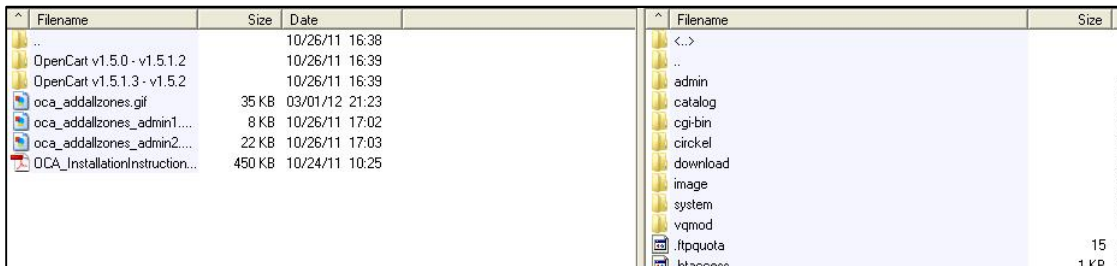 ^ Filename Size Date
.. 10/26/11 16:38
OpenCart v1.5.0 - v1.5.1.2 10/26/11 16:39
OpenCart v1.5.1.3 - v1.5.2 10/26/11 16:39
oca_addallzones.gif 35 KB 03/01/12 21:23
oca_addallzones_admin1.... 8 KB 10/26/11 17:02
oca_addallzones_admin2.... 22 KB 10/26/11 17:03
OCA_InstallationInstruction... 450 KB 10/24/11 10:25
^ Filename Size
<..>
..
admin
catalog
cgi-bin
circkel
download
image
system
vqmod
.ftpquota 15
.htaccess 1 KB